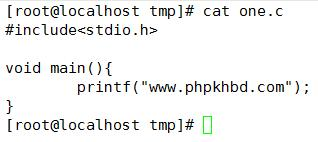 [root@localhost tmp]# cat one.c
#include<stdio.h>
void main(){
        printf("www.phpkhbd.com");
}
[root@localhost tmp]#